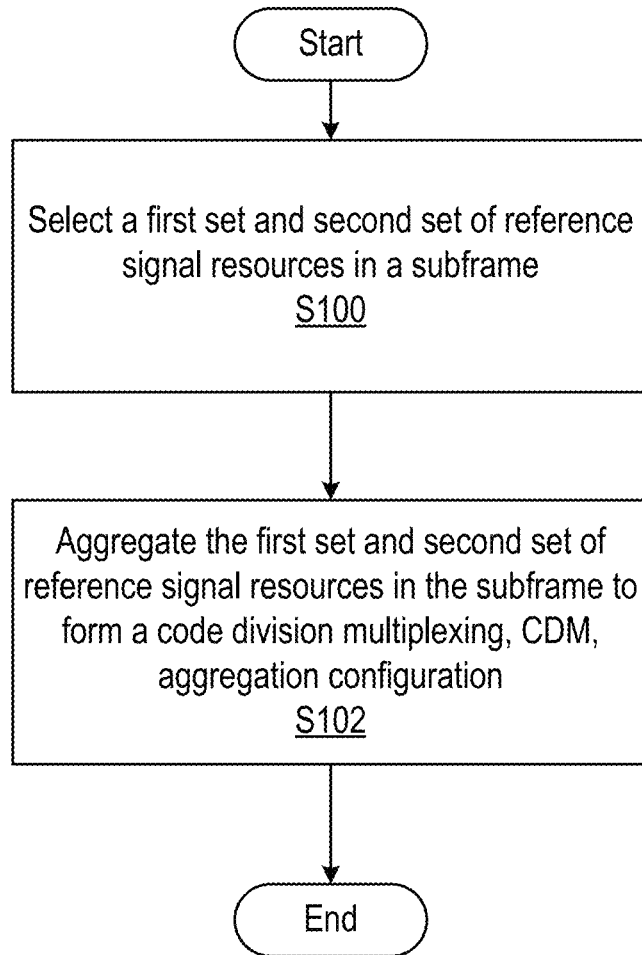 Start
Select a first set and second set of reference
signal resources in a subframe
S100
Aggregate the first set and second set of
reference signal resources in the subframe to
form a code division multiplexing, CDM,
aggregation configuration
S102
End